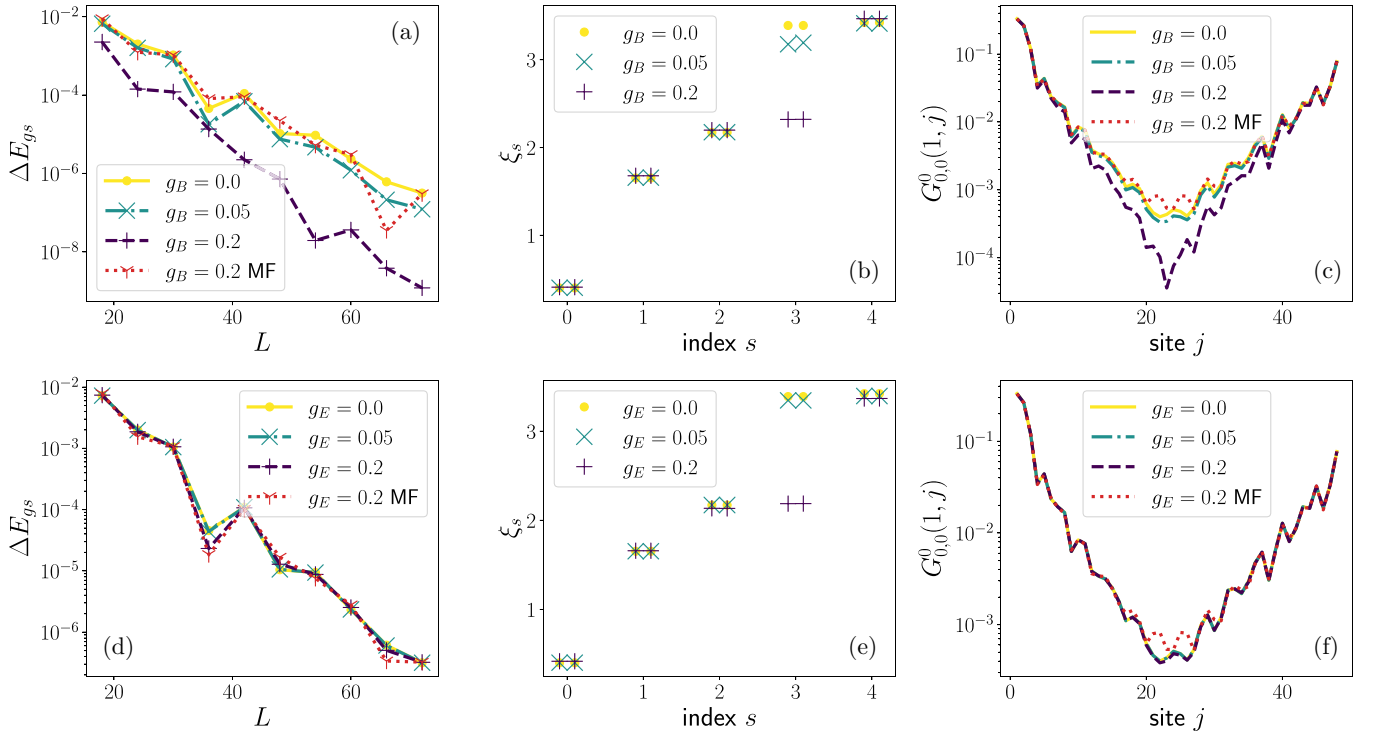 (a)
ΔE_gs
10^−2
10^−4
10^−6
10^−8
g_B = 0.0
g_B = 0.05
g_B = 0.2
g_B = 0.2 MF
20 40 60
L
(b)
ξ_s
3
2
1
g_B = 0.0
g_B = 0.05
g_B = 0.2
0 1 2 3 4
index s
(c)
G^0_{0,0}(1, j)
10^−1
10^−2
10^−3
10^−4
g_B = 0.0
g_B = 0.05
g_B = 0.2
g_B = 0.2 MF
0 20 40
site j
(d)
ΔE_gs
10^−2
10^−3
10^−4
10^−5
10^−6
g_E = 0.0
g_E = 0.05
g_E = 0.2
g_E = 0.2 MF
20 40 60
L
(e)
ξ_s
3
2
1
g_E = 0.0
g_E = 0.05
g_E = 0.2
0 1 2 3 4
index s
(f)
G^0_{0,0}(1, j)
10^−1
10^−2
10^−3
g_E = 0.0
g_E = 0.05
g_E = 0.2
g_E = 0.2 MF
0 20 40
site j